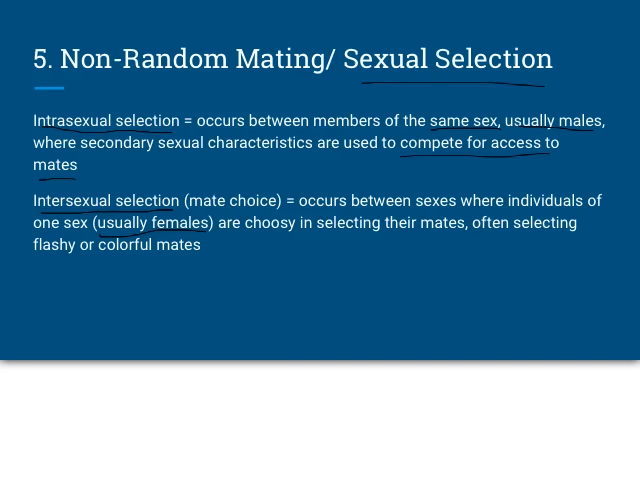 5. Non-Random Mating/ Sexual Selection
Intrasexual selection = occurs between members of the same sex, usually males,
where secondary sexual characteristics are used to compete for access to
mates
Intersexual selection (mate choice) = occurs between sexes where individuals of
one sex (usually females) are choosy in selecting their mates, often selecting
flashy or colorful mates